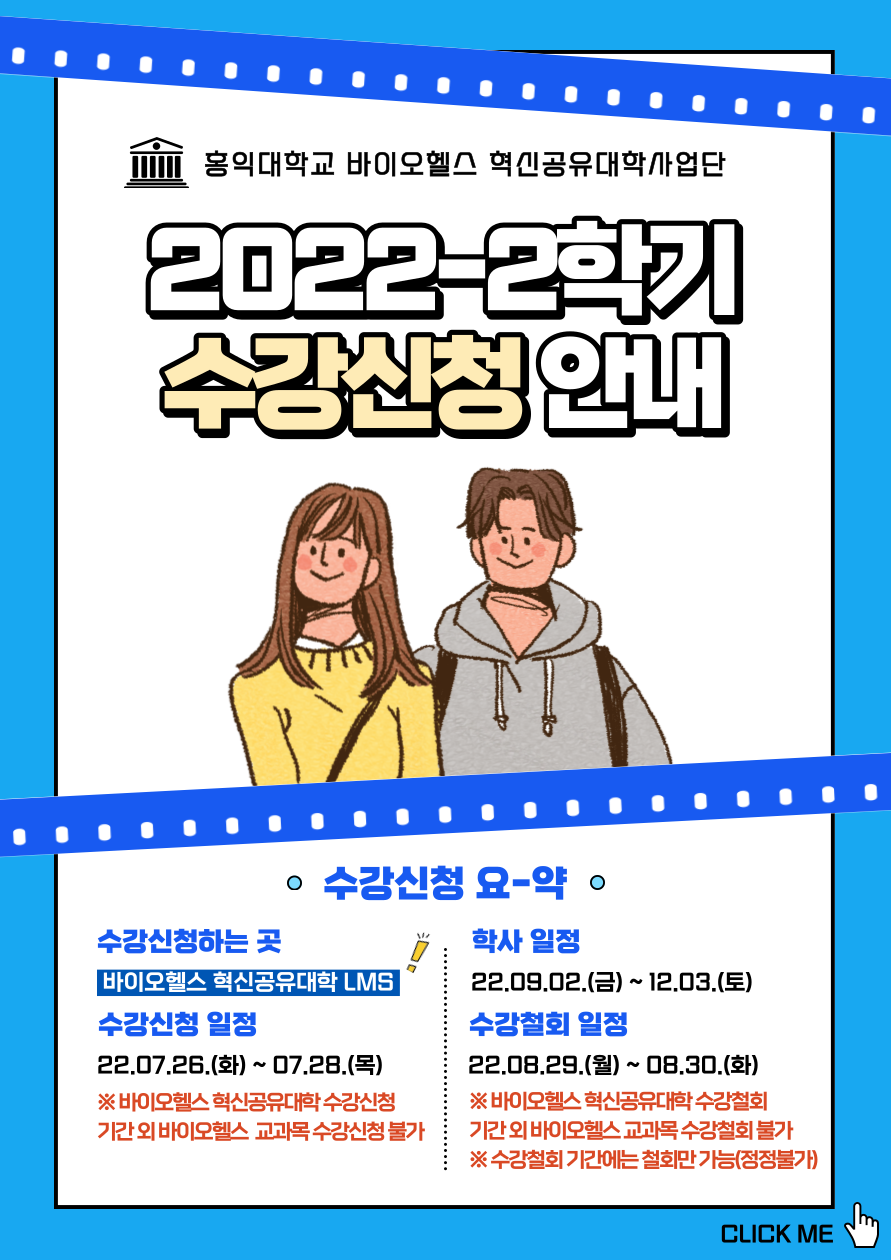 홍익대학교 바이오헬스 혁신공유대학사업단
2022-2학기
수강신청 안내
수강신청 요-약
수강신청하는 곳
바이오헬스 혁신공유대학 LMS
수강신청 일정
22.07.26.(화) ~ 07.28.(목)
※ 바이오헬스 혁신공유대학 수강신청
기간 외 바이오헬스 교과목 수강신청 불가
학사 일정
22.09.02.(금) ~ 12.03.(토)
수강철회 일정
22.08.29.(월) ~ 08.30.(화)
※ 바이오헬스 혁신공유대학 수강철회
기간 외 바이오헬스 교과목 수강철회 불가
※ 수강철회 기간에는 철회만 가능(정정불가)
CLICK ME